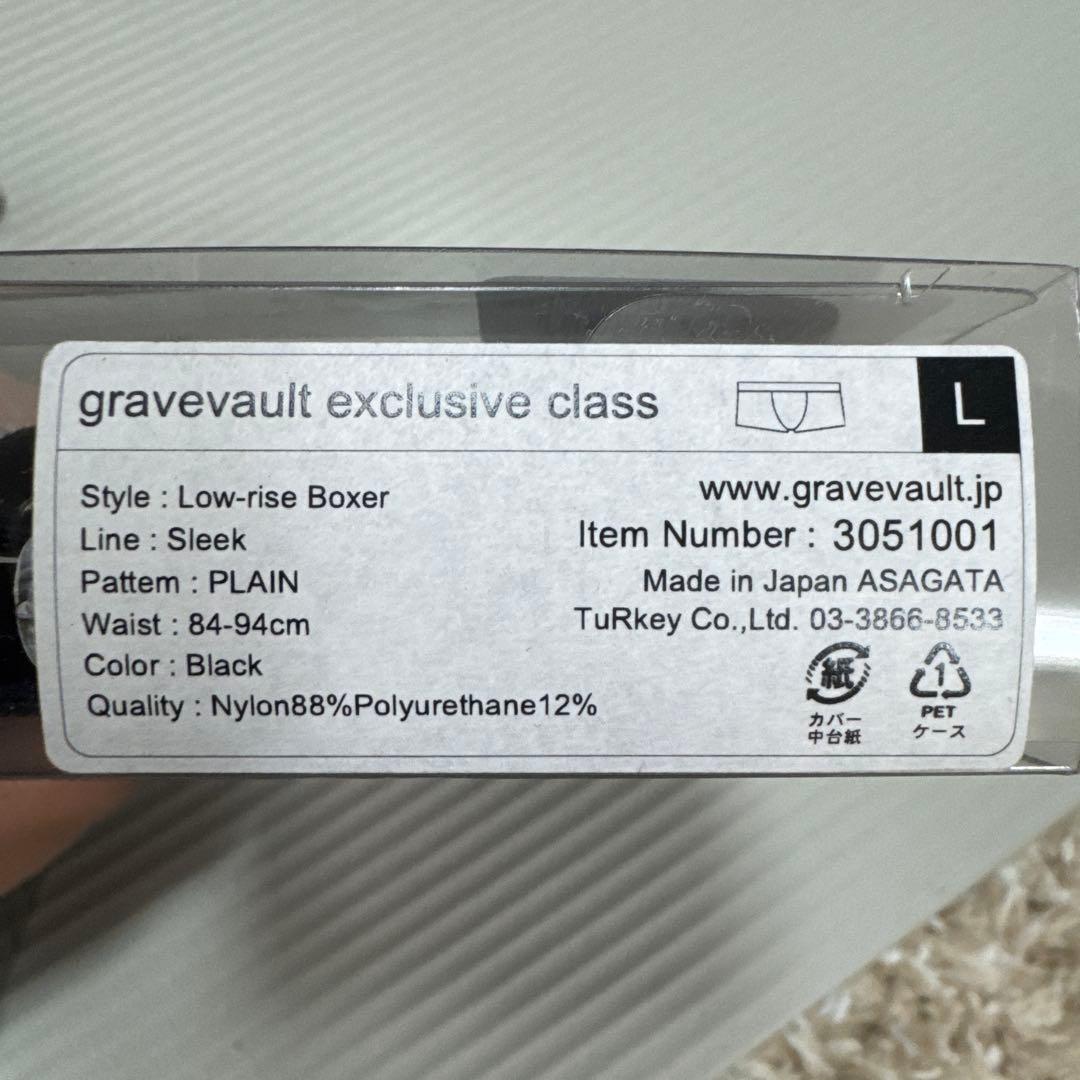 gravevault exclusive class
L
Style : Low-rise Boxer
Line : Sleek
Pattem : PLAIN
Waist : 84-94cm
Color : Black
Quality : Nylon88%Polyurethane12%
www.gravevault.jp
Item Number : 3051001
Made in Japan ASAGATA
TuRkey Co.,Ltd. 03-3866-8533
紙
カバー
中台紙
1
PET
ケース